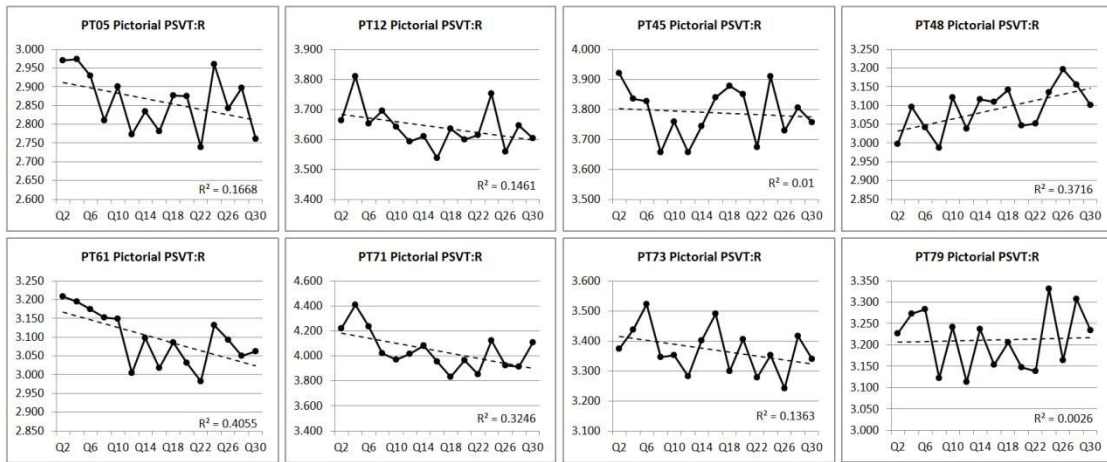 PT05 Pictorial PSVT:R
3.000
2.950
2.900
2.850
2.800
2.750
2.700
2.650
2.600
R² = 0.1668
Q2 Q6 Q10 Q14 Q18 Q22 Q26 Q30
PT12 Pictorial PSVT:R
3.900
3.800
3.700
3.600
3.500
3.400
R² = 0.1461
Q2 Q6 Q10 Q14 Q18 Q22 Q26 Q30
PT45 Pictorial PSVT:R
4.000
3.900
3.800
3.700
3.600
3.500
R² = 0.01
Q2 Q6 Q10 Q14 Q18 Q22 Q26 Q30
PT48 Pictorial PSVT:R
3.250
3.200
3.150
3.100
3.050
3.000
2.950
2.900
2.850
R² = 0.3716
Q2 Q6 Q10 Q14 Q18 Q22 Q26 Q30
PT61 Pictorial PSVT:R
3.250
3.200
3.150
3.100
3.050
3.000
2.950
2.900
2.850
R² = 0.4055
Q2 Q6 Q10 Q14 Q18 Q22 Q26 Q30
PT71 Pictorial PSVT:R
4.600
4.400
4.200
4.000
3.800
3.600
3.400
R² = 0.3246
Q2 Q6 Q10 Q14 Q18 Q22 Q26 Q30
PT73 Pictorial PSVT:R
3.600
3.500
3.400
3.300
3.200
3.100
R² = 0.1363
Q2 Q6 Q10 Q14 Q18 Q22 Q26 Q30
PT79 Pictorial PSVT:R
3.350
3.300
3.250
3.200
3.150
3.100
3.050
3.000
R² = 0.0026
Q2 Q6 Q10 Q14 Q18 Q22 Q26 Q30